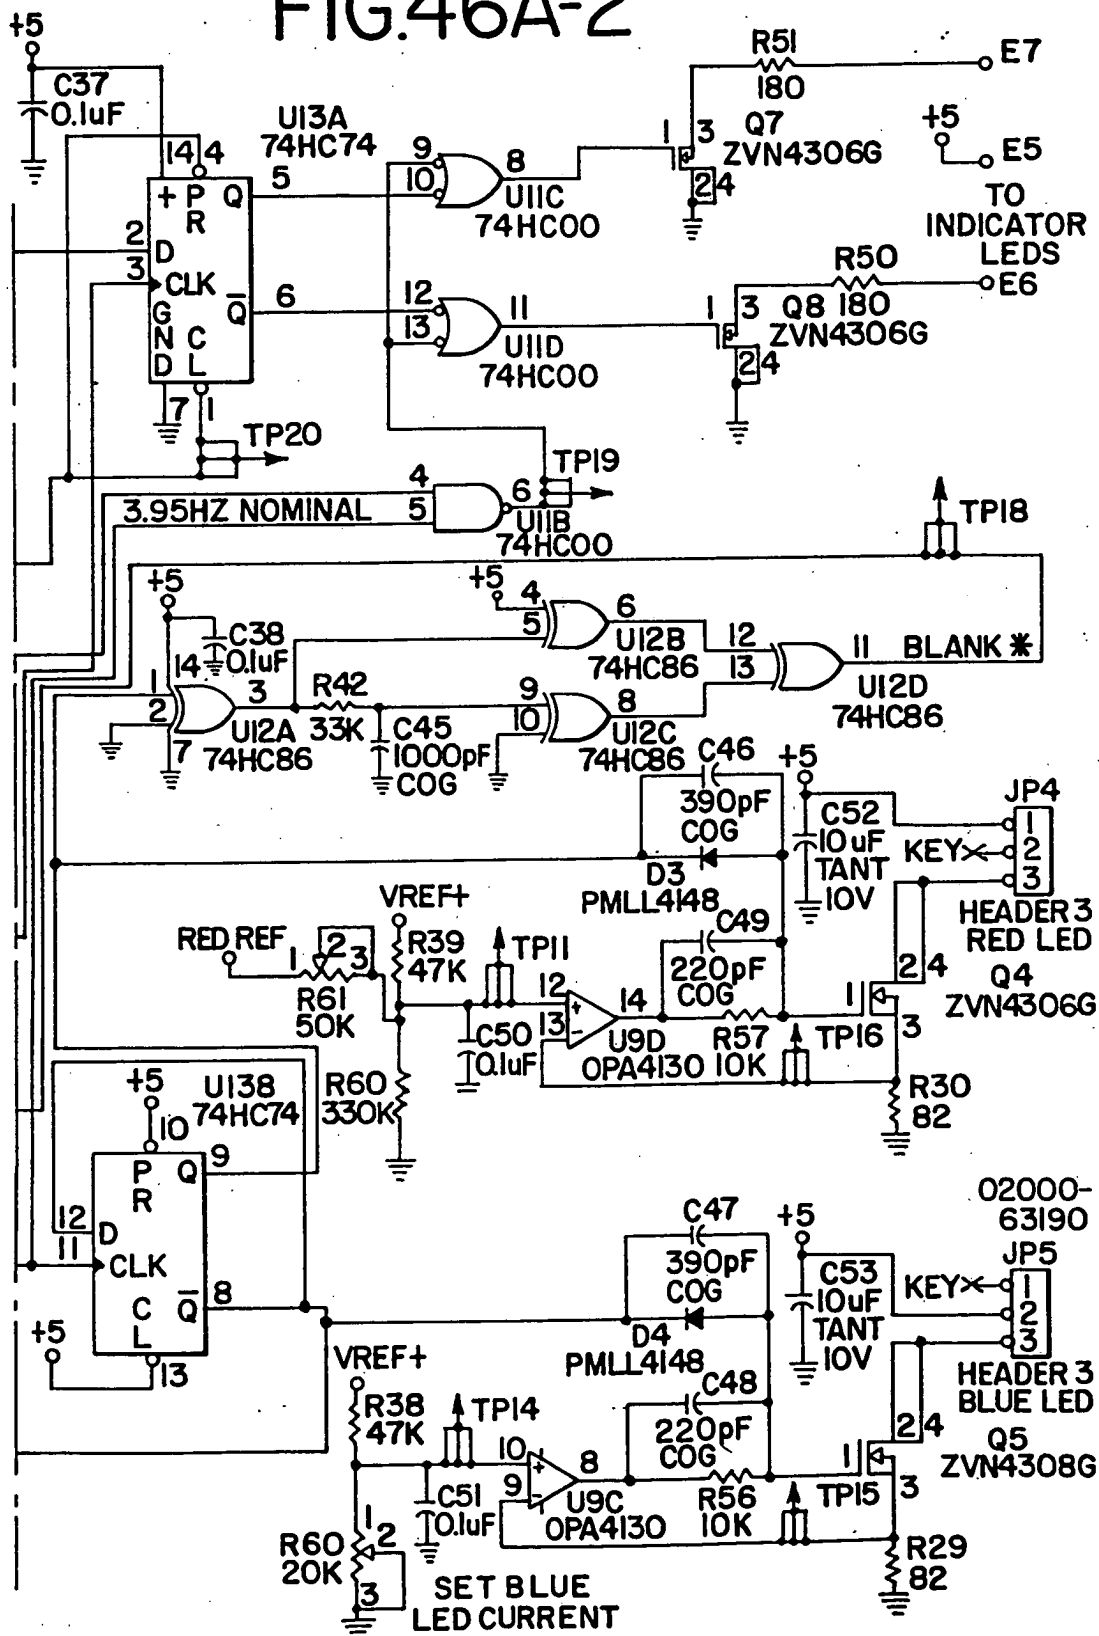 FIG.46A-2
+5
C37
0.1uF
14 4
U13A
74HC74
5
+ P Q
R
2
D
3
CLK
6
Q̅
G
N C
D L
7 1
TP20
9
10
8
U11C
74HC00
12
13
11
U11D
74HC00
R51
180
E7
1 3 Q7
ZVN4306G
2 4
+5
E5
TO
INDICATOR
LEDS
R50
180
E6
1 3 Q8
ZVN4306G
2 4
TP19
4
5
6
U11B
74HC00
3.95HZ NOMINAL
TP18
+5
C38
0.1uF
14
1
2
3
7
U12A
74HC86
R42
33K
C45
1000pF
COG
+5
4
5
6
U12B
74HC86
9
10
8
U12C
74HC86
12
13
11
BLANK *
U12D
74HC86
C46
390pF
COG
D3
PMLL4148
+5
C52
10uF
TANT
10V
JP4
1
KEY
2
3
HEADER 3
RED LED
VREF+
RED REF
1 2 3
R61
50K
R39
47K
TP11
C49
220pF
COG
12
13
+
-
14
U9D
OPA4130
R57
10K
TP16
1
2 4
3
Q4
ZVN4306G
C50
0.1uF
R60
330K
R30
82
+5
U138
74HC74
10
P Q
R
9
12
D
11
CLK
8
C Q̅
L
+5
13
C47
390pF
COG
D4
PMLL4148
+5
C53
10uF
TANT
10V
02000-
63190
JP5
KEY
1
2
3
HEADER 3
BLUE LED
VREF+
R38
47K
TP14
C48
220pF
COG
10
9
+
-
8
U9C
OPA4130
R56
10K
TP15
1
2 4
3
Q5
ZVN4308G
C51
0.1uF
R60
20K
1
2
3
SET BLUE
LED CURRENT
R29
82